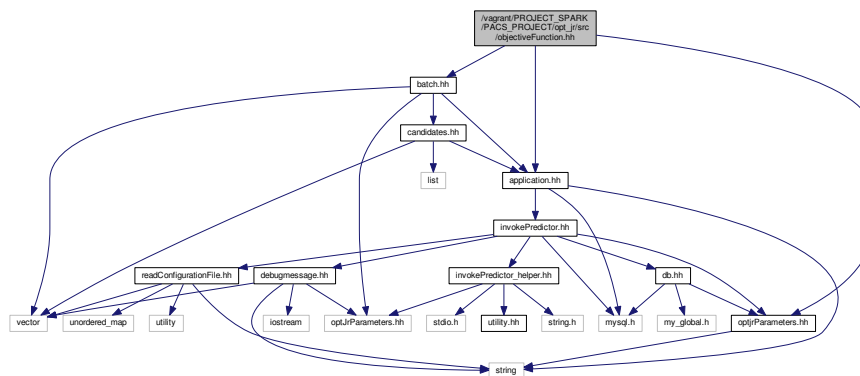 /vagrant/PROJECT_SPARK
/PACS_PROJECT/opt_jr/src
/objectiveFunction.hh
batch.hh
candidates.hh
list
application.hh
invokePredictor.hh
readConfigurationFile.hh
debugmessage.hh
invokePredictor_helper.hh
db.hh
vector
unordered_map
utility
iostream
optJrParameters.hh
stdio.h
utility.hh
string.h
mysql.h
my_global.h
optjrParameters.hh
string